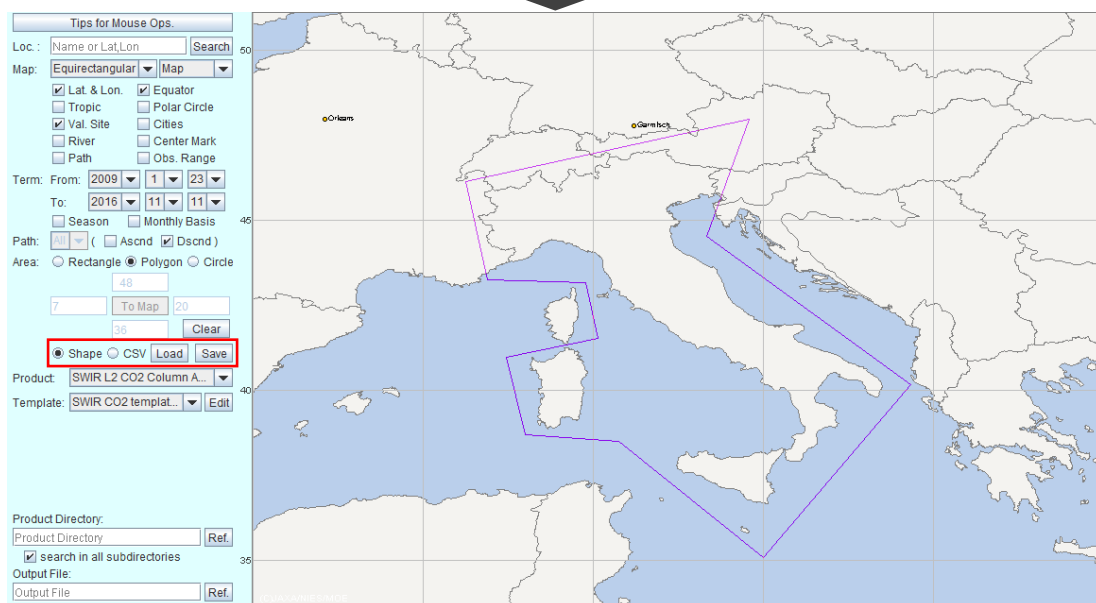 Tips for Mouse Ops.
Loc. : Name or Lat,Lon Search
Map: Equirectangular Map
Lat. & Lon. Equator
Tropic Polar Circle
Val. Site Cities
River Center Mark
Path Obs. Range
Term: From: 2009 1 23
To: 2016 11 11
Season Monthly Basis
Path: All ( Ascnd Dscnd )
Area: Rectangle Polygon Circle
48
7 To Map 20
36 Clear
Shape CSV Load Save
Product: SWIR L2 CO2 Column A...
Template: SWIR CO2 templat... Edit
Product Directory:
Product Directory Ref.
search in all subdirectories
Output File:
Output File Ref.
50
Orleans
Garmisch
45
40
35